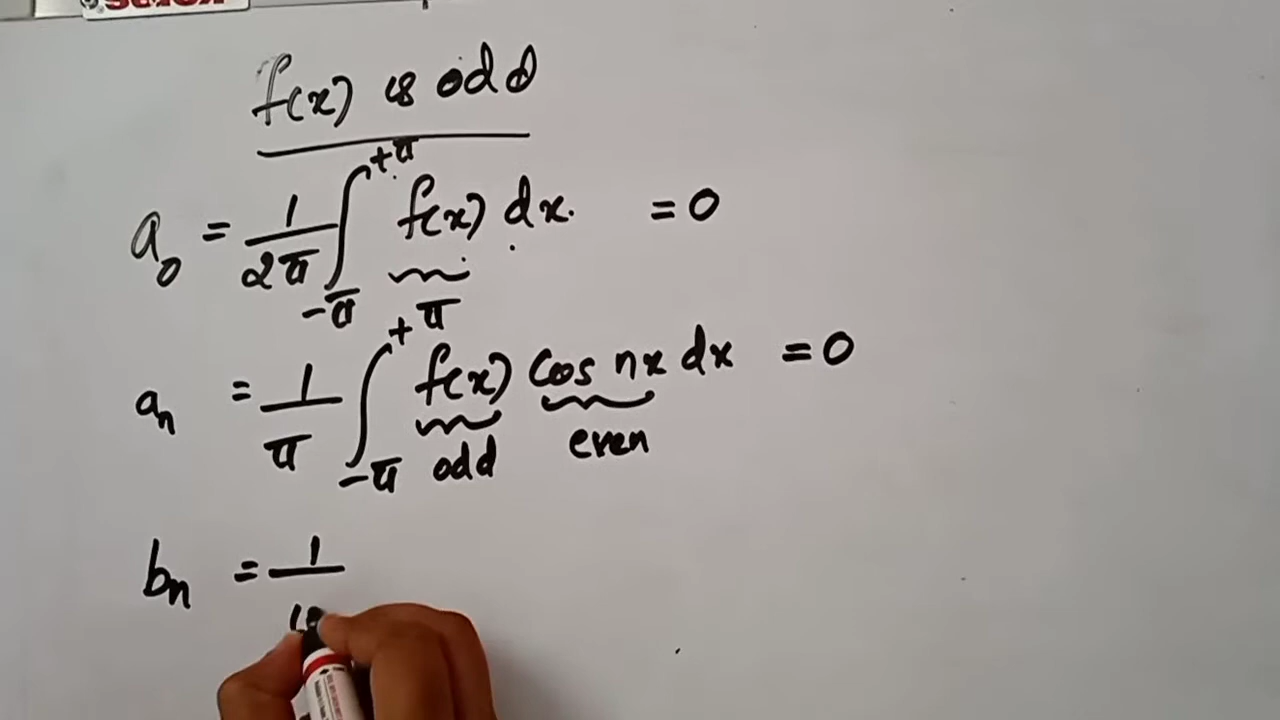 f(x) is odd
a₀ = 1/2π ∫_{-π}^{+π} f(x) dx. = 0
aₙ = 1/π ∫_{-π}^{+π} f(x) cos nx dx = 0
odd even
bₙ = 1/